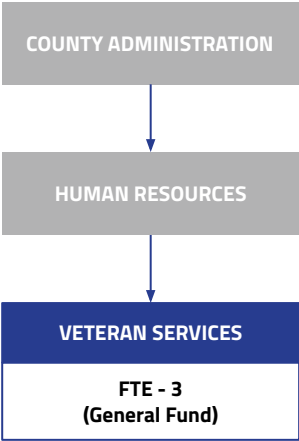 COUNTY ADMINISTRATION
HUMAN RESOURCES
VETERAN SERVICES
FTE - 3
(General Fund)